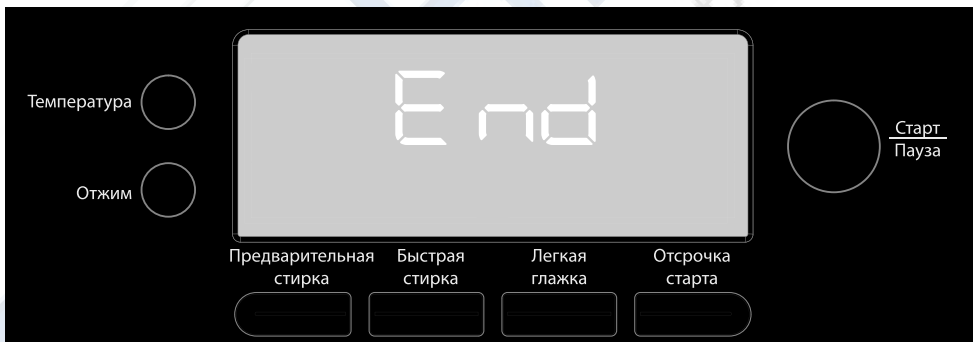 End
Температура
Отжим
Старт
Пауза
Предварительная
стирка
Быстрая
стирка
Легкая
глажка
Отсрочка
старта